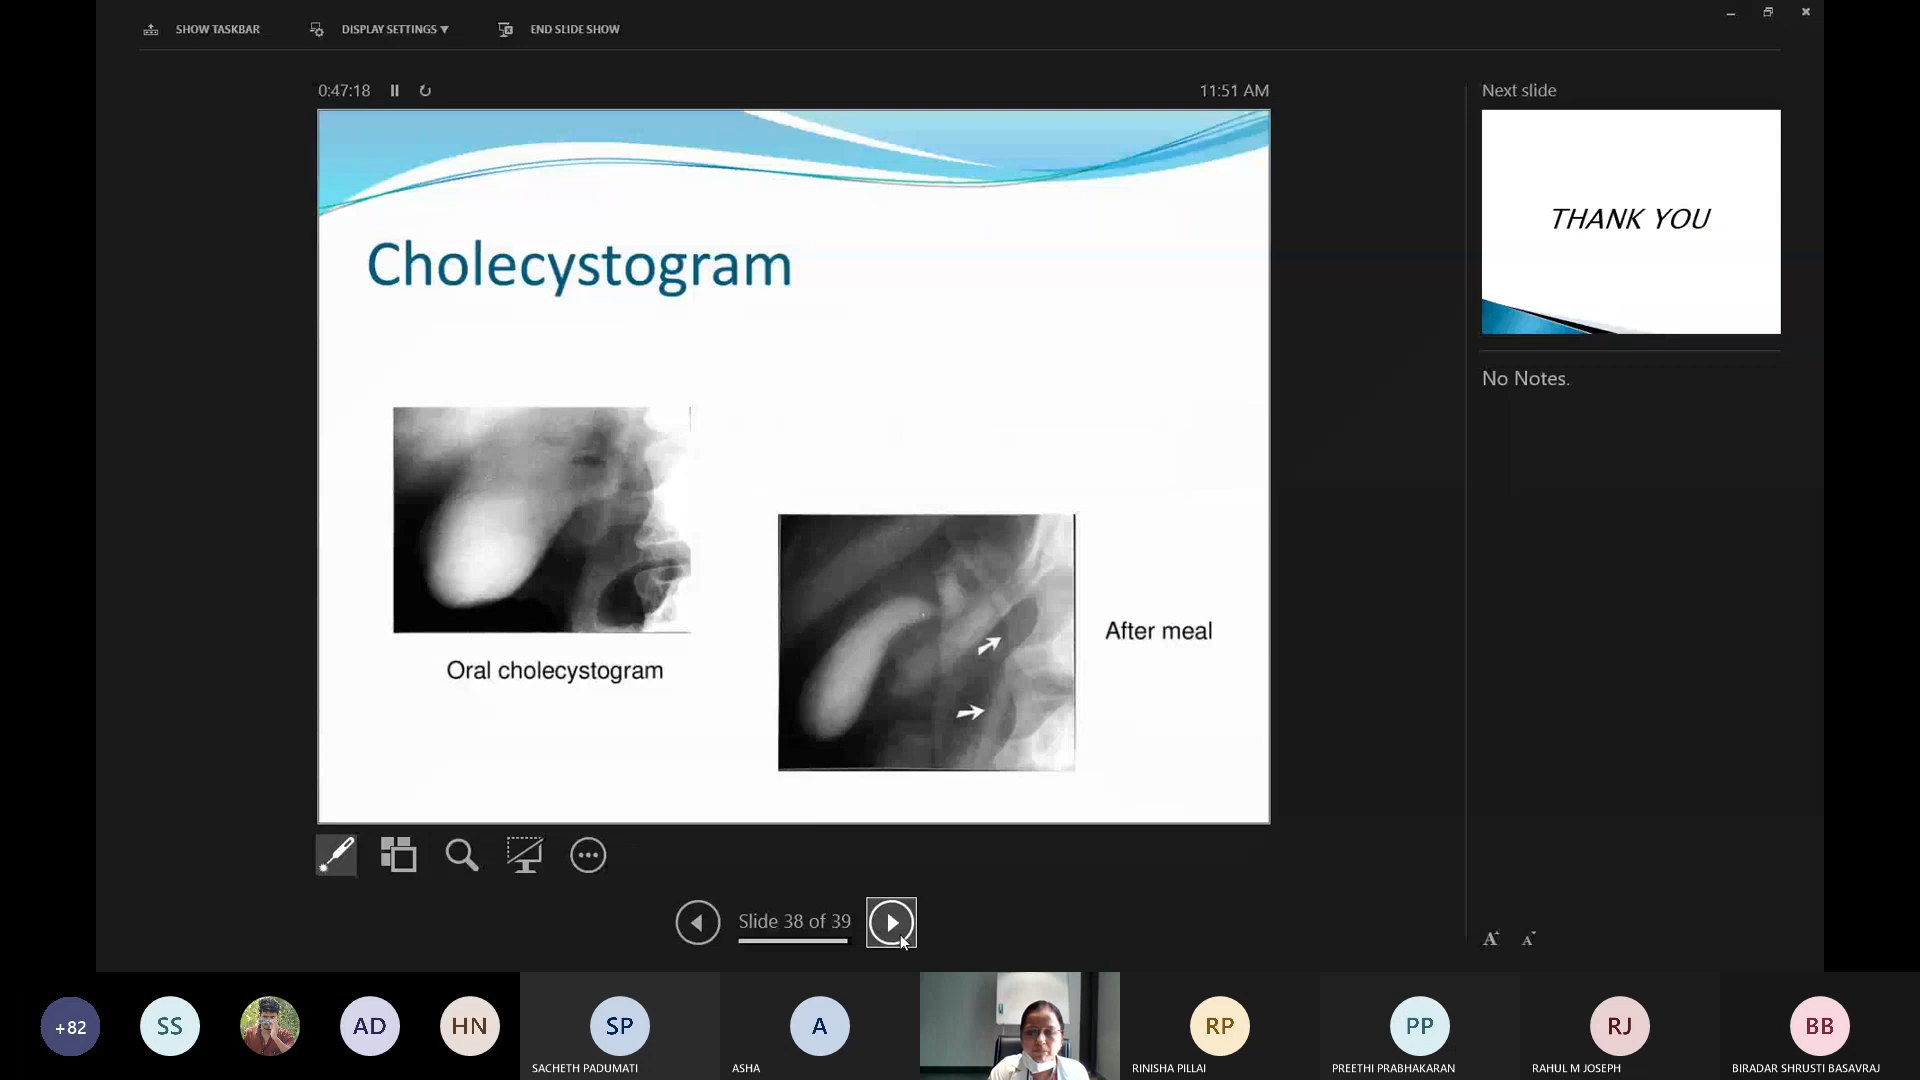 SHOW TASKBAR
DISPLAY SETTINGS
END SLIDE SHOW
0:47:18
11:51 AM
Next slide
Cholecystogram
Oral cholecystogram
After meal
THANK YOU
No Notes.
Slide 38 of 39
A A
+82
SS
AD
HN
SP
A
RP
PP
RJ
BB
SACHETH PADUMATI
ASHA
RINISHA PILLAI
PREETHI PRABHAKARAN
RAHUL M JOSEPH
BIRADAR SHRUSTI BASAVRAJ